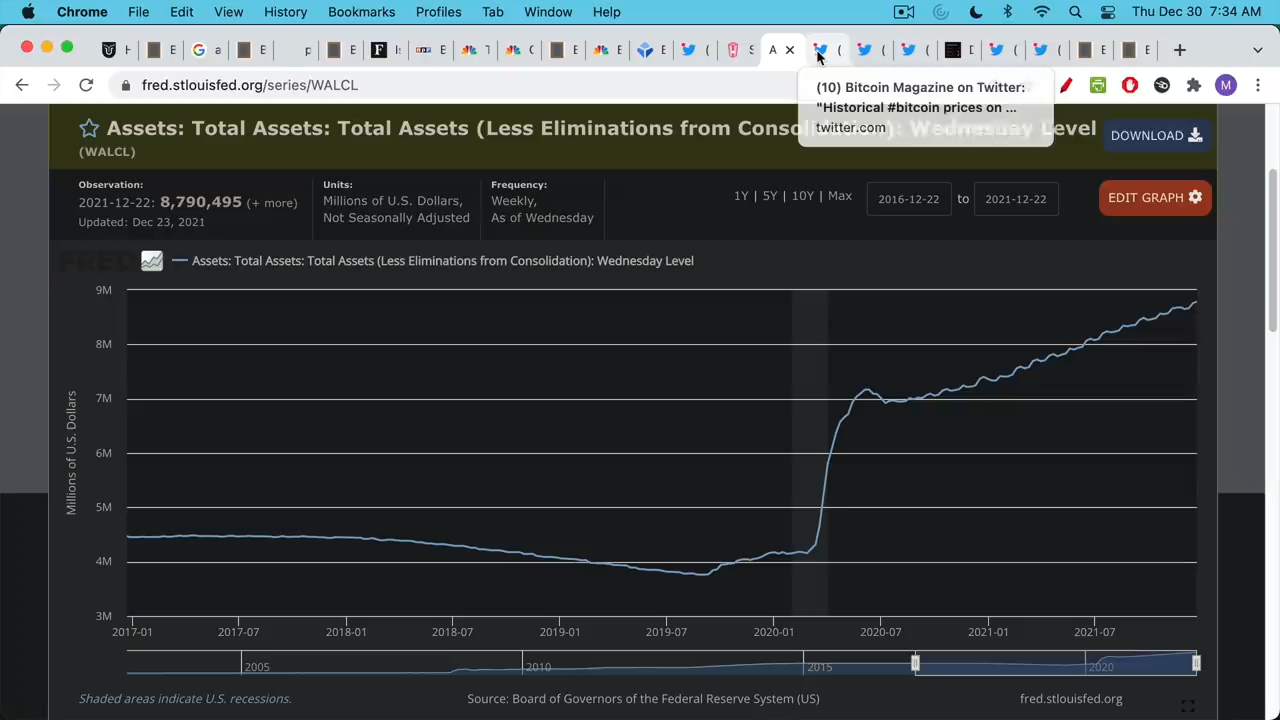 Chrome File Edit View History Bookmarks Profiles Tab Window Help Thu Dec 30 7:34 AM
fred.stlouisfed.org/series/WALCL
(10) Bitcoin Magazine on Twitter:
"Historical #bitcoin prices on ...
twitter.com
Assets: Total Assets: Total Assets (Less Eliminations from Consolidation): Wednesday Level
(WALCL)
DOWNLOAD
Observation:
2021-12-22: 8,790,495 (+ more)
Updated: Dec 23, 2021
Units:
Millions of U.S. Dollars,
Not Seasonally Adjusted
Frequency:
Weekly,
As of Wednesday
1Y | 5Y | 10Y | Max
2016-12-22 to 2021-12-22
EDIT GRAPH
FRED
Assets: Total Assets: Total Assets (Less Eliminations from Consolidation): Wednesday Level
Millions of U.S. Dollars
9M
8M
7M
6M
5M
4M
3M
2017-01 2017-07 2018-01 2018-07 2019-01 2019-07 2020-01 2020-07 2021-01 2021-07
2005 2010 2015 2020
Shaded areas indicate U.S. recessions.
Source: Board of Governors of the Federal Reserve System (US)
fred.stlouisfed.org